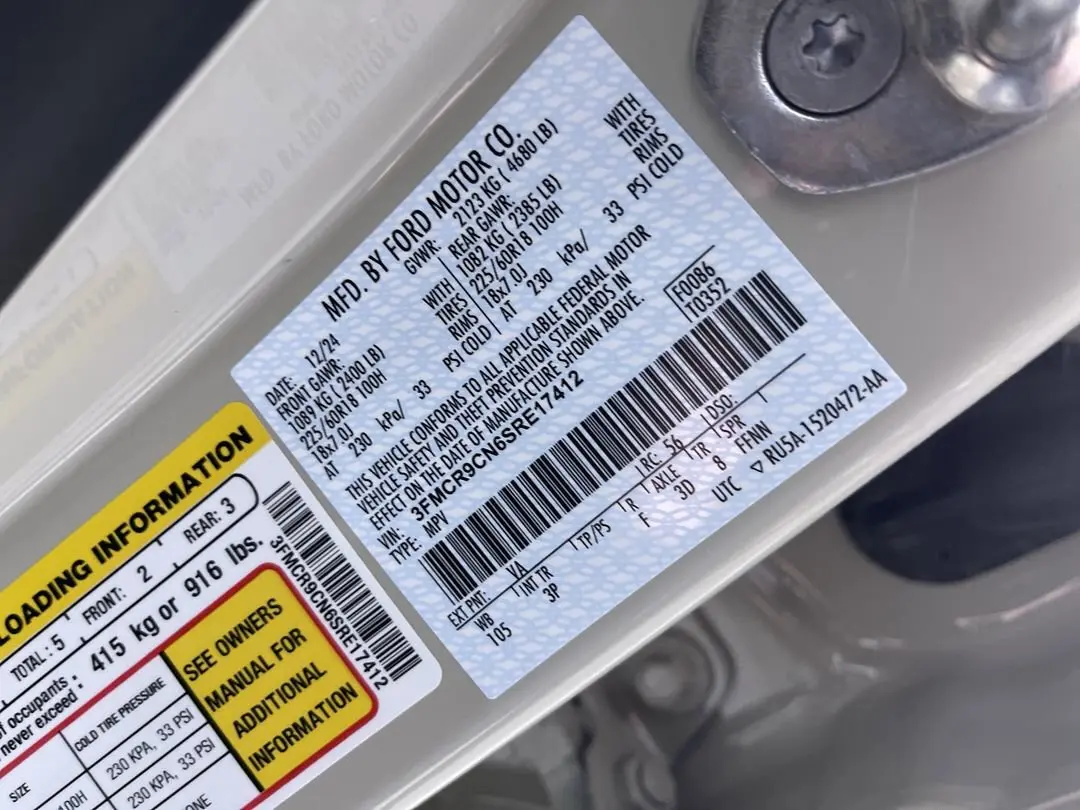 MFD. BY FORD MOTOR CO.
DATE: 12/24 GVWR: 2123 KG ( 4680 LB)
FRONT GAWR: REAR GAWR:
1089 KG ( 2400 LB) WITH 1082 KG ( 2385 LB) WITH
225/60R18 100H TIRES 225/60R18 100H TIRES
18x7.0J RIMS 18x7.0J RIMS
AT 230 kPa/ 33 PSI COLD AT 230 kPa/ 33 PSI COLD
THIS VEHICLE CONFORMS TO ALL APPLICABLE FEDERAL MOTOR
VEHICLE SAFETY AND THEFT PREVENTION STANDARDS IN
EFFECT ON THE DATE OF MANUFACTURE SHOWN ABOVE.
VIN: 3FMCR9CN6SRE17412
TYPE: MPV
F0086
T0352
EXT PNT: YA RC: 56 DSO:
WB INT TR TP/PS R AXLE TR SPR
105 3P F 3D 8 FFNN
UTC ▽ RU5A-1520472-AA
LOADING INFORMATION
TOTAL : 5 FRONT: 2 REAR: 3
of occupants :
never exceed : 415 kg or 916 lbs.
3FMCR9CN6SRE17412
SIZE COLD TIRE PRESSURE
100H 230 KPA, 33 PSI
230 KPA, 33 PSI
SEE OWNERS
MANUAL FOR
ADDITIONAL
INFORMATION